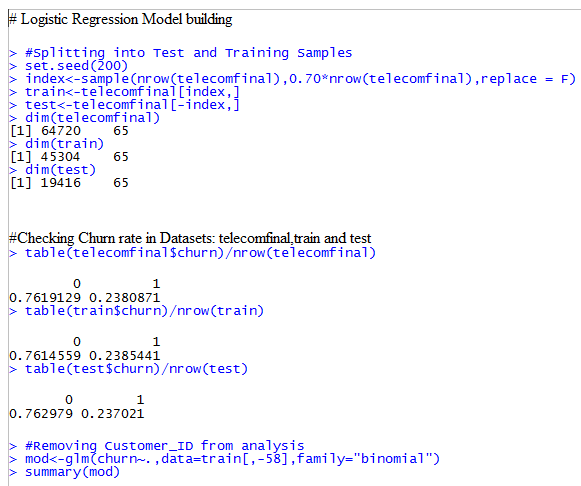 # Logistic Regression Model building
> #Splitting into Test and Training Samples
> set.seed(200)
> index<-sample(nrow(telecomfinal),0.70*nrow(telecomfinal),replace = F)
> train<-telecomfinal[index,]
> test<-telecomfinal[-index,]
> dim(telecomfinal)
[1] 64720    65
> dim(train)
[1] 45304    65
> dim(test)
[1] 19416    65
#Checking Churn rate in Datasets: telecomfinal,train and test
> table(telecomfinal$churn)/nrow(telecomfinal)
        0         1
0.7619129 0.2380871
> table(train$churn)/nrow(train)
        0         1
0.7614559 0.2385441
> table(test$churn)/nrow(test)
       0        1
0.762979 0.237021
> #Removing Customer_ID from analysis
> mod<-glm(churn~.,data=train[,-58],family="binomial")
> summary(mod)